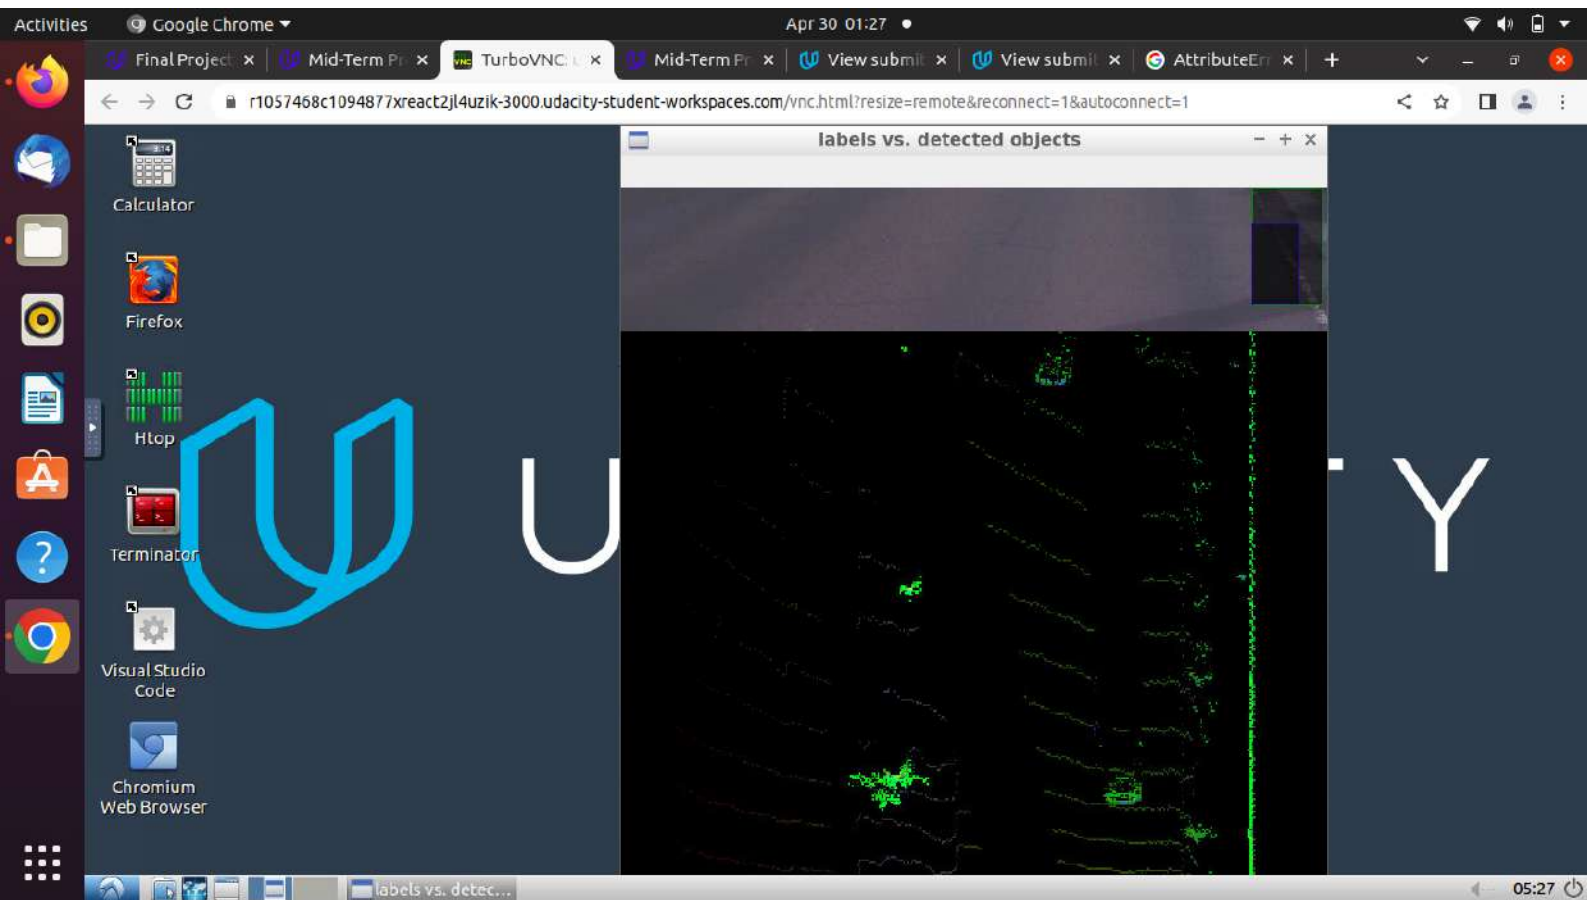 Activities
Google Chrome
Apr 30 01:27
Final Project
Mid-Term Pr
TurboVNC: u
Mid-Term Pr
View submit
View submit
AttributeErr
r1057468c1094877xreact2jl4uzik-3000.udacity-student-workspaces.com/vnc.html?resize=remote&reconnect=1&autoconnect=1
labels vs. detected objects
Calculator
Firefox
Htop
Terminator
Visual Studio
Code
Chromium
Web Browser
U
T Y
labels vs. detec...
05:27